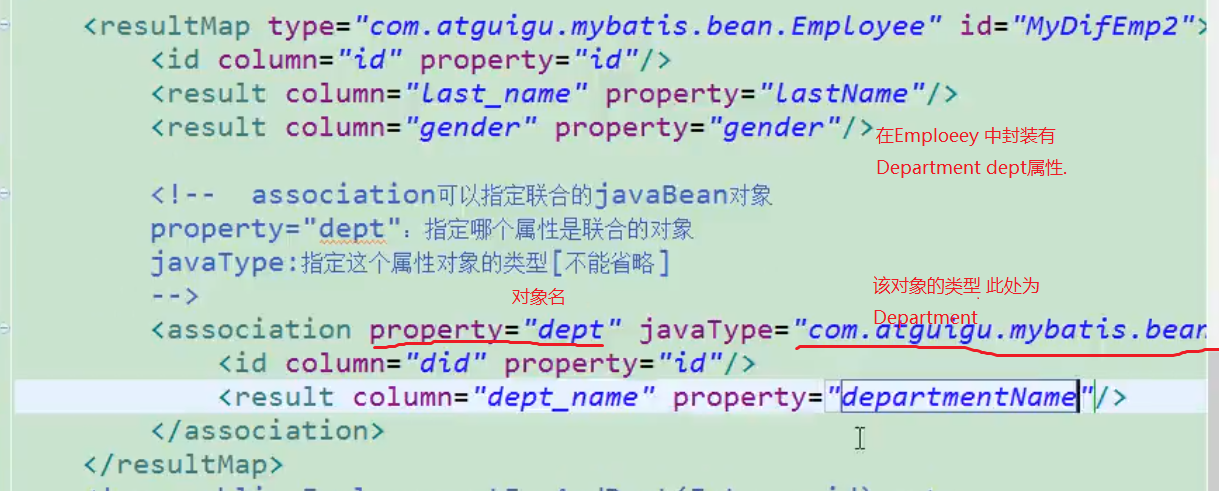 <resultMap type="com.atguigu.mybatis.bean.Employee" id="MyDifEmp2">
<id column="id" property="id"/>
<result column="last_name" property="lastName"/>
<result column="gender" property="gender"/>
在Emploeey 中封装有
Department dept属性.
<!-- association可以指定联合的javaBean对象
property="dept"：指定哪个属性是联合的对象
javaType:指定这个属性对象的类型[不能省略]
-->
对象名
该对象的类型 此处为
Department
<association property="dept" javaType="com.atguigu.mybatis.bean
<id column="did" property="id"/>
<result column="dept_name" property="departmentName"/>
</association>
</resultMap>